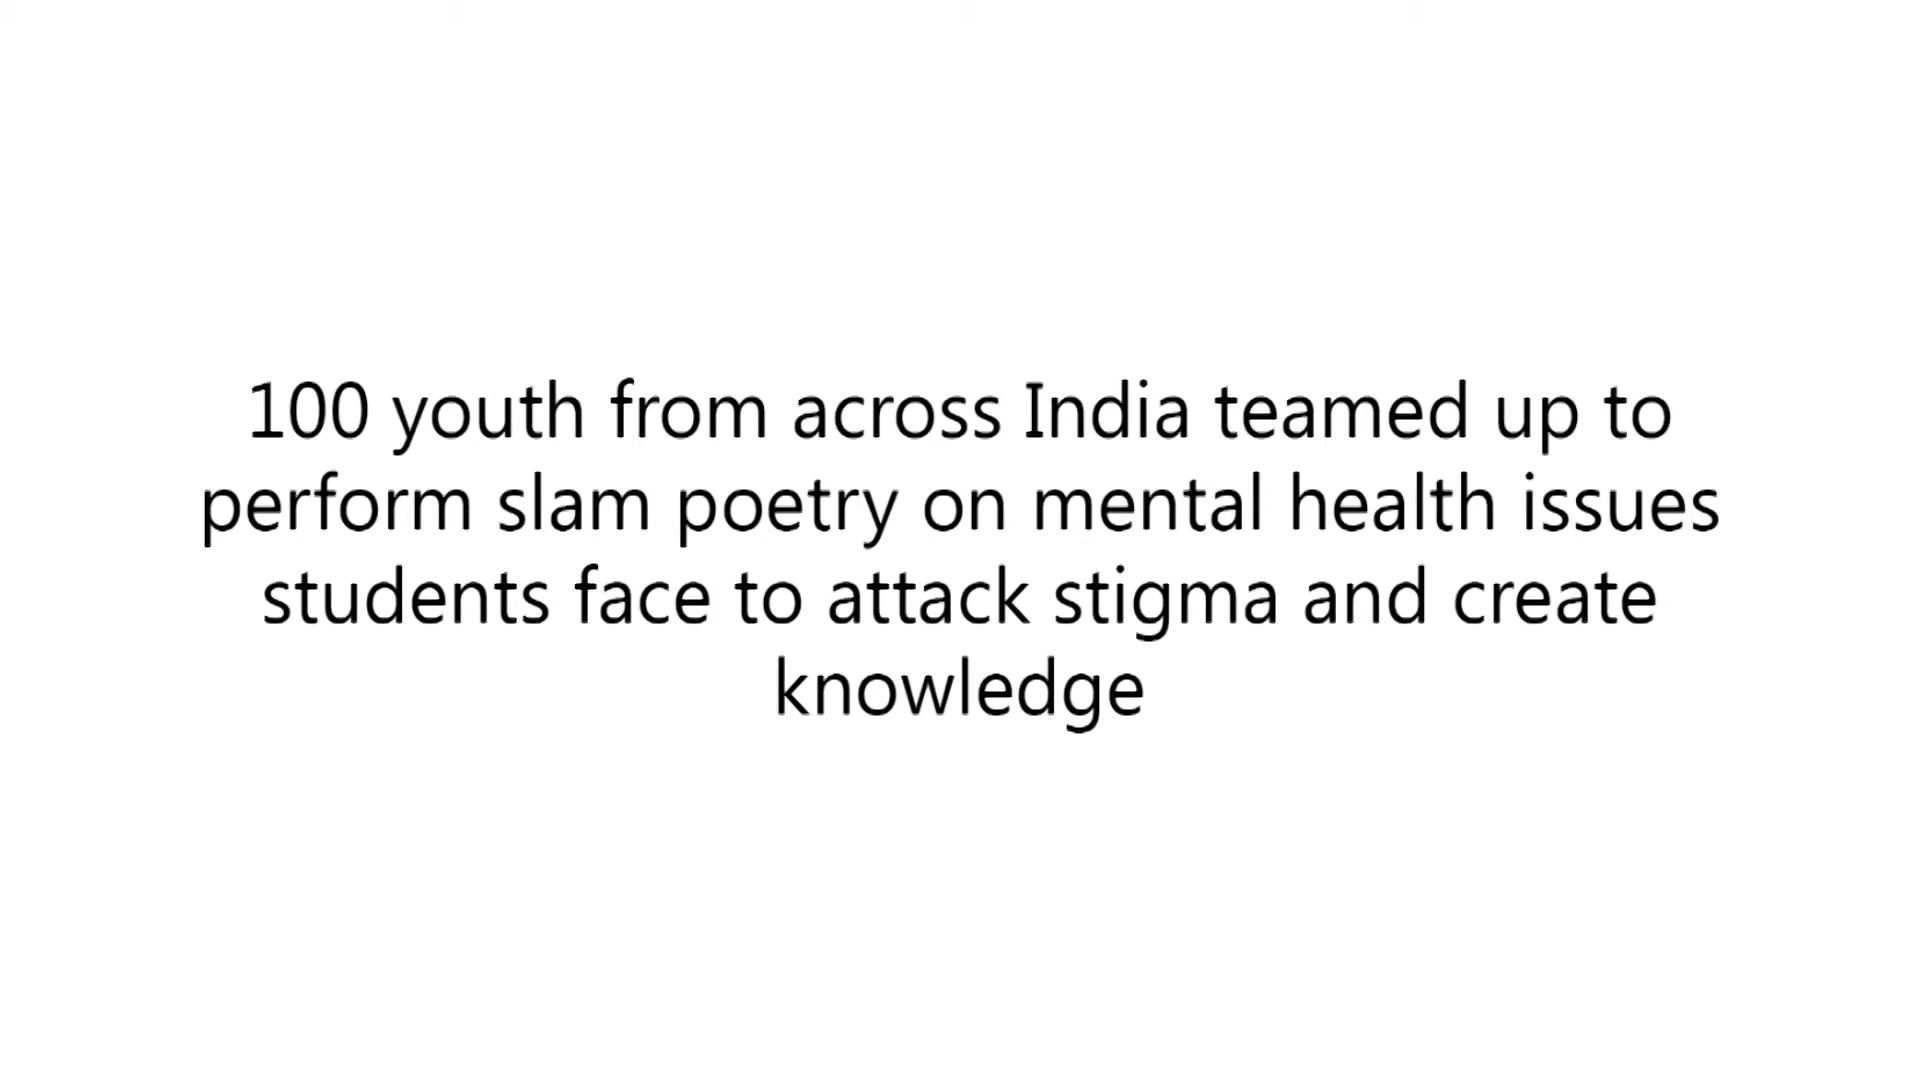 100 youth from across India teamed up to
perform slam poetry on mental health issues
students face to attack stigma and create
knowledge